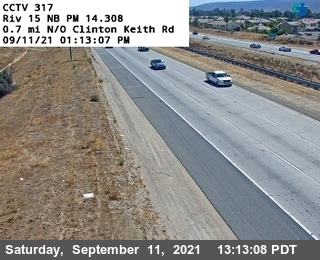 CCTV 317
Riv 15 NB PM 14.308
0.7 mi N/O Clinton Keith Rd
09/11/21 01:13:07 PM
Saturday, September 11, 2021 13:13:08 PDT